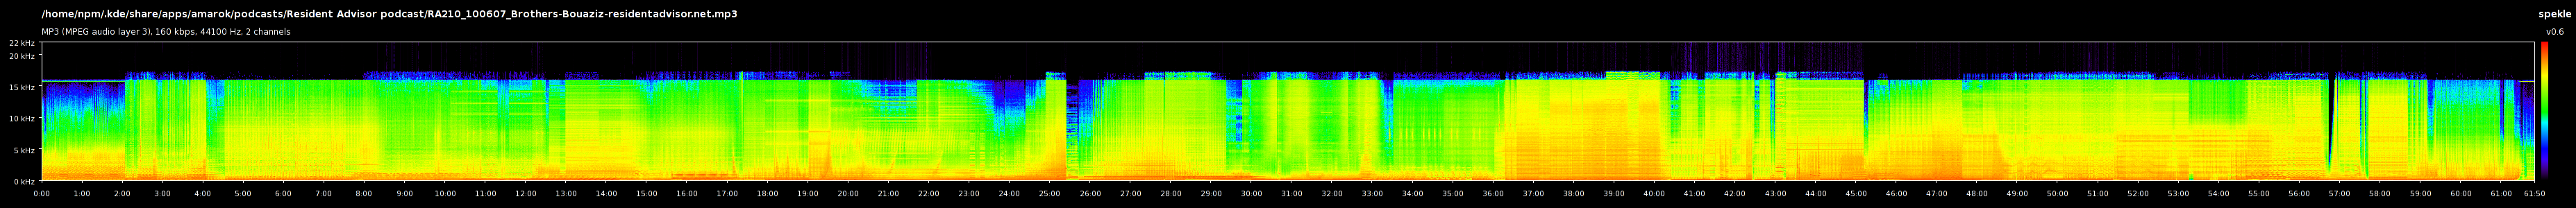 /home/npm/.kde/share/apps/amarok/podcasts/Resident Advisor podcast/RA210_100607_Brothers-Bouaziz-residentadvisor.net.mp3
spekle
MP3 (MPEG audio layer 3), 160 kbps, 44100 Hz, 2 channels
v0.6
22 kHz
20 kHz
15 kHz
10 kHz
5 kHz
0 kHz
0:00 1:00 2:00 3:00 4:00 5:00 6:00 7:00 8:00 9:00 10:00 11:00 12:00 13:00 14:00 15:00 16:00 17:00 18:00 19:00 20:00 21:00 22:00 23:00 24:00 25:00 26:00 27:00 28:00 29:00 30:00 31:00 32:00 33:00 34:00 35:00 36:00 37:00 38:00 39:00 40:00 41:00 42:00 43:00 44:00 45:00 46:00 47:00 48:00 49:00 50:00 51:00 52:00 53:00 54:00 55:00 56:00 57:00 58:00 59:00 60:00 61:00 61:50